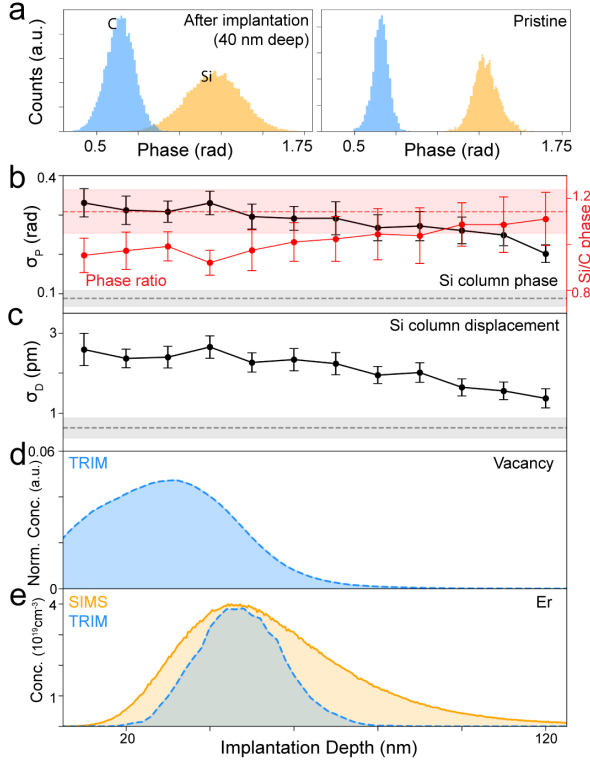 a
After implantation
(40 nm deep)
Pristine
C
Si
Counts (a.u.)
0.5
Phase (rad)
1.75
0.5
Phase (rad)
1.75
b
0.4
0.1
σP (rad)
1.2
0.8
Si/C phase
Phase ratio
Si column phase
c
3
1
σD (pm)
Si column displacement
d
0.06
0
Norm. Conc. (a.u.)
TRIM
Vacancy
e
SIMS
TRIM
Er
4
1
Conc. (10¹⁹cm⁻³)
20
Implantation Depth (nm)
120